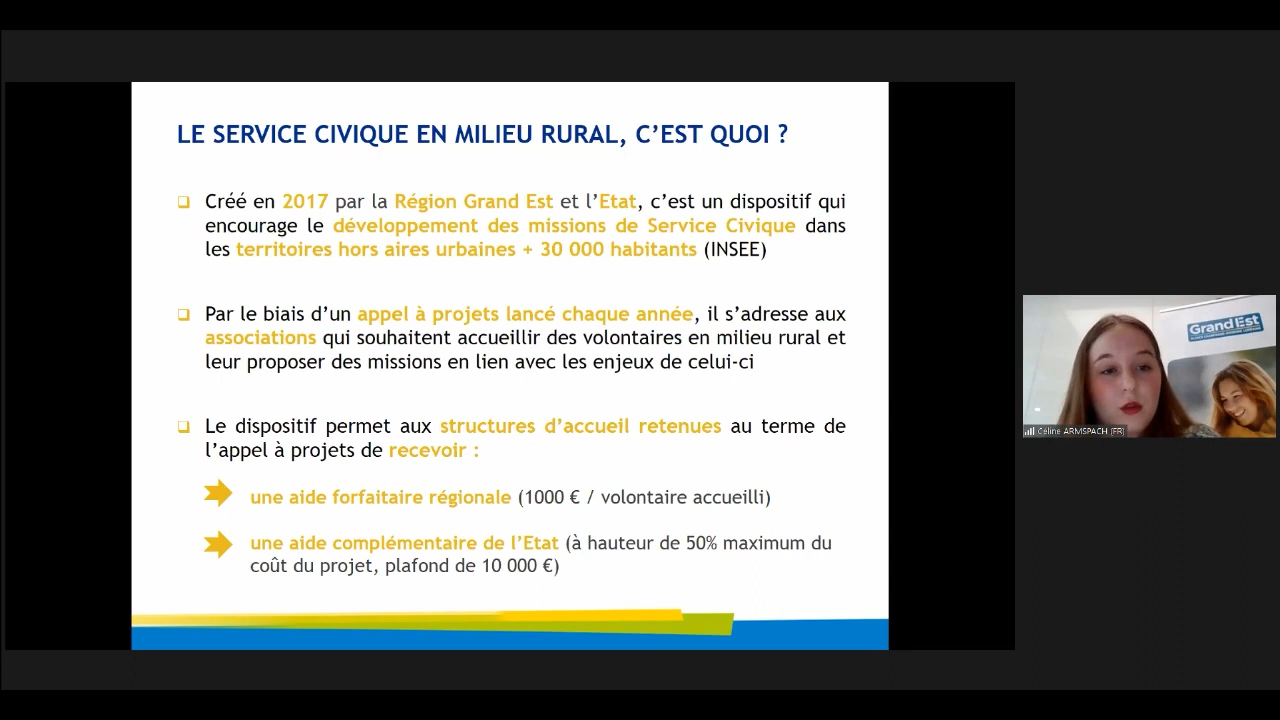 LE SERVICE CIVIQUE EN MILIEU RURAL, C’EST QUOI ?
Créé en 2017 par la Région Grand Est et l’Etat, c’est un dispositif qui
encourage le développement des missions de Service Civique dans
les territoires hors aires urbaines + 30 000 habitants (INSEE)
Par le biais d’un appel à projets lancé chaque année, il s’adresse aux
associations qui souhaitent accueillir des volontaires en milieu rural et
leur proposer des missions en lien avec les enjeux de celui-ci
Le dispositif permet aux structures d’accueil retenues au terme de
l’appel à projets de recevoir :
une aide forfaitaire régionale (1000 € / volontaire accueilli)
une aide complémentaire de l’Etat (à hauteur de 50% maximum du
coût du projet, plafond de 10 000 €)
Grand Est
Céline ARMSPACH [FR]